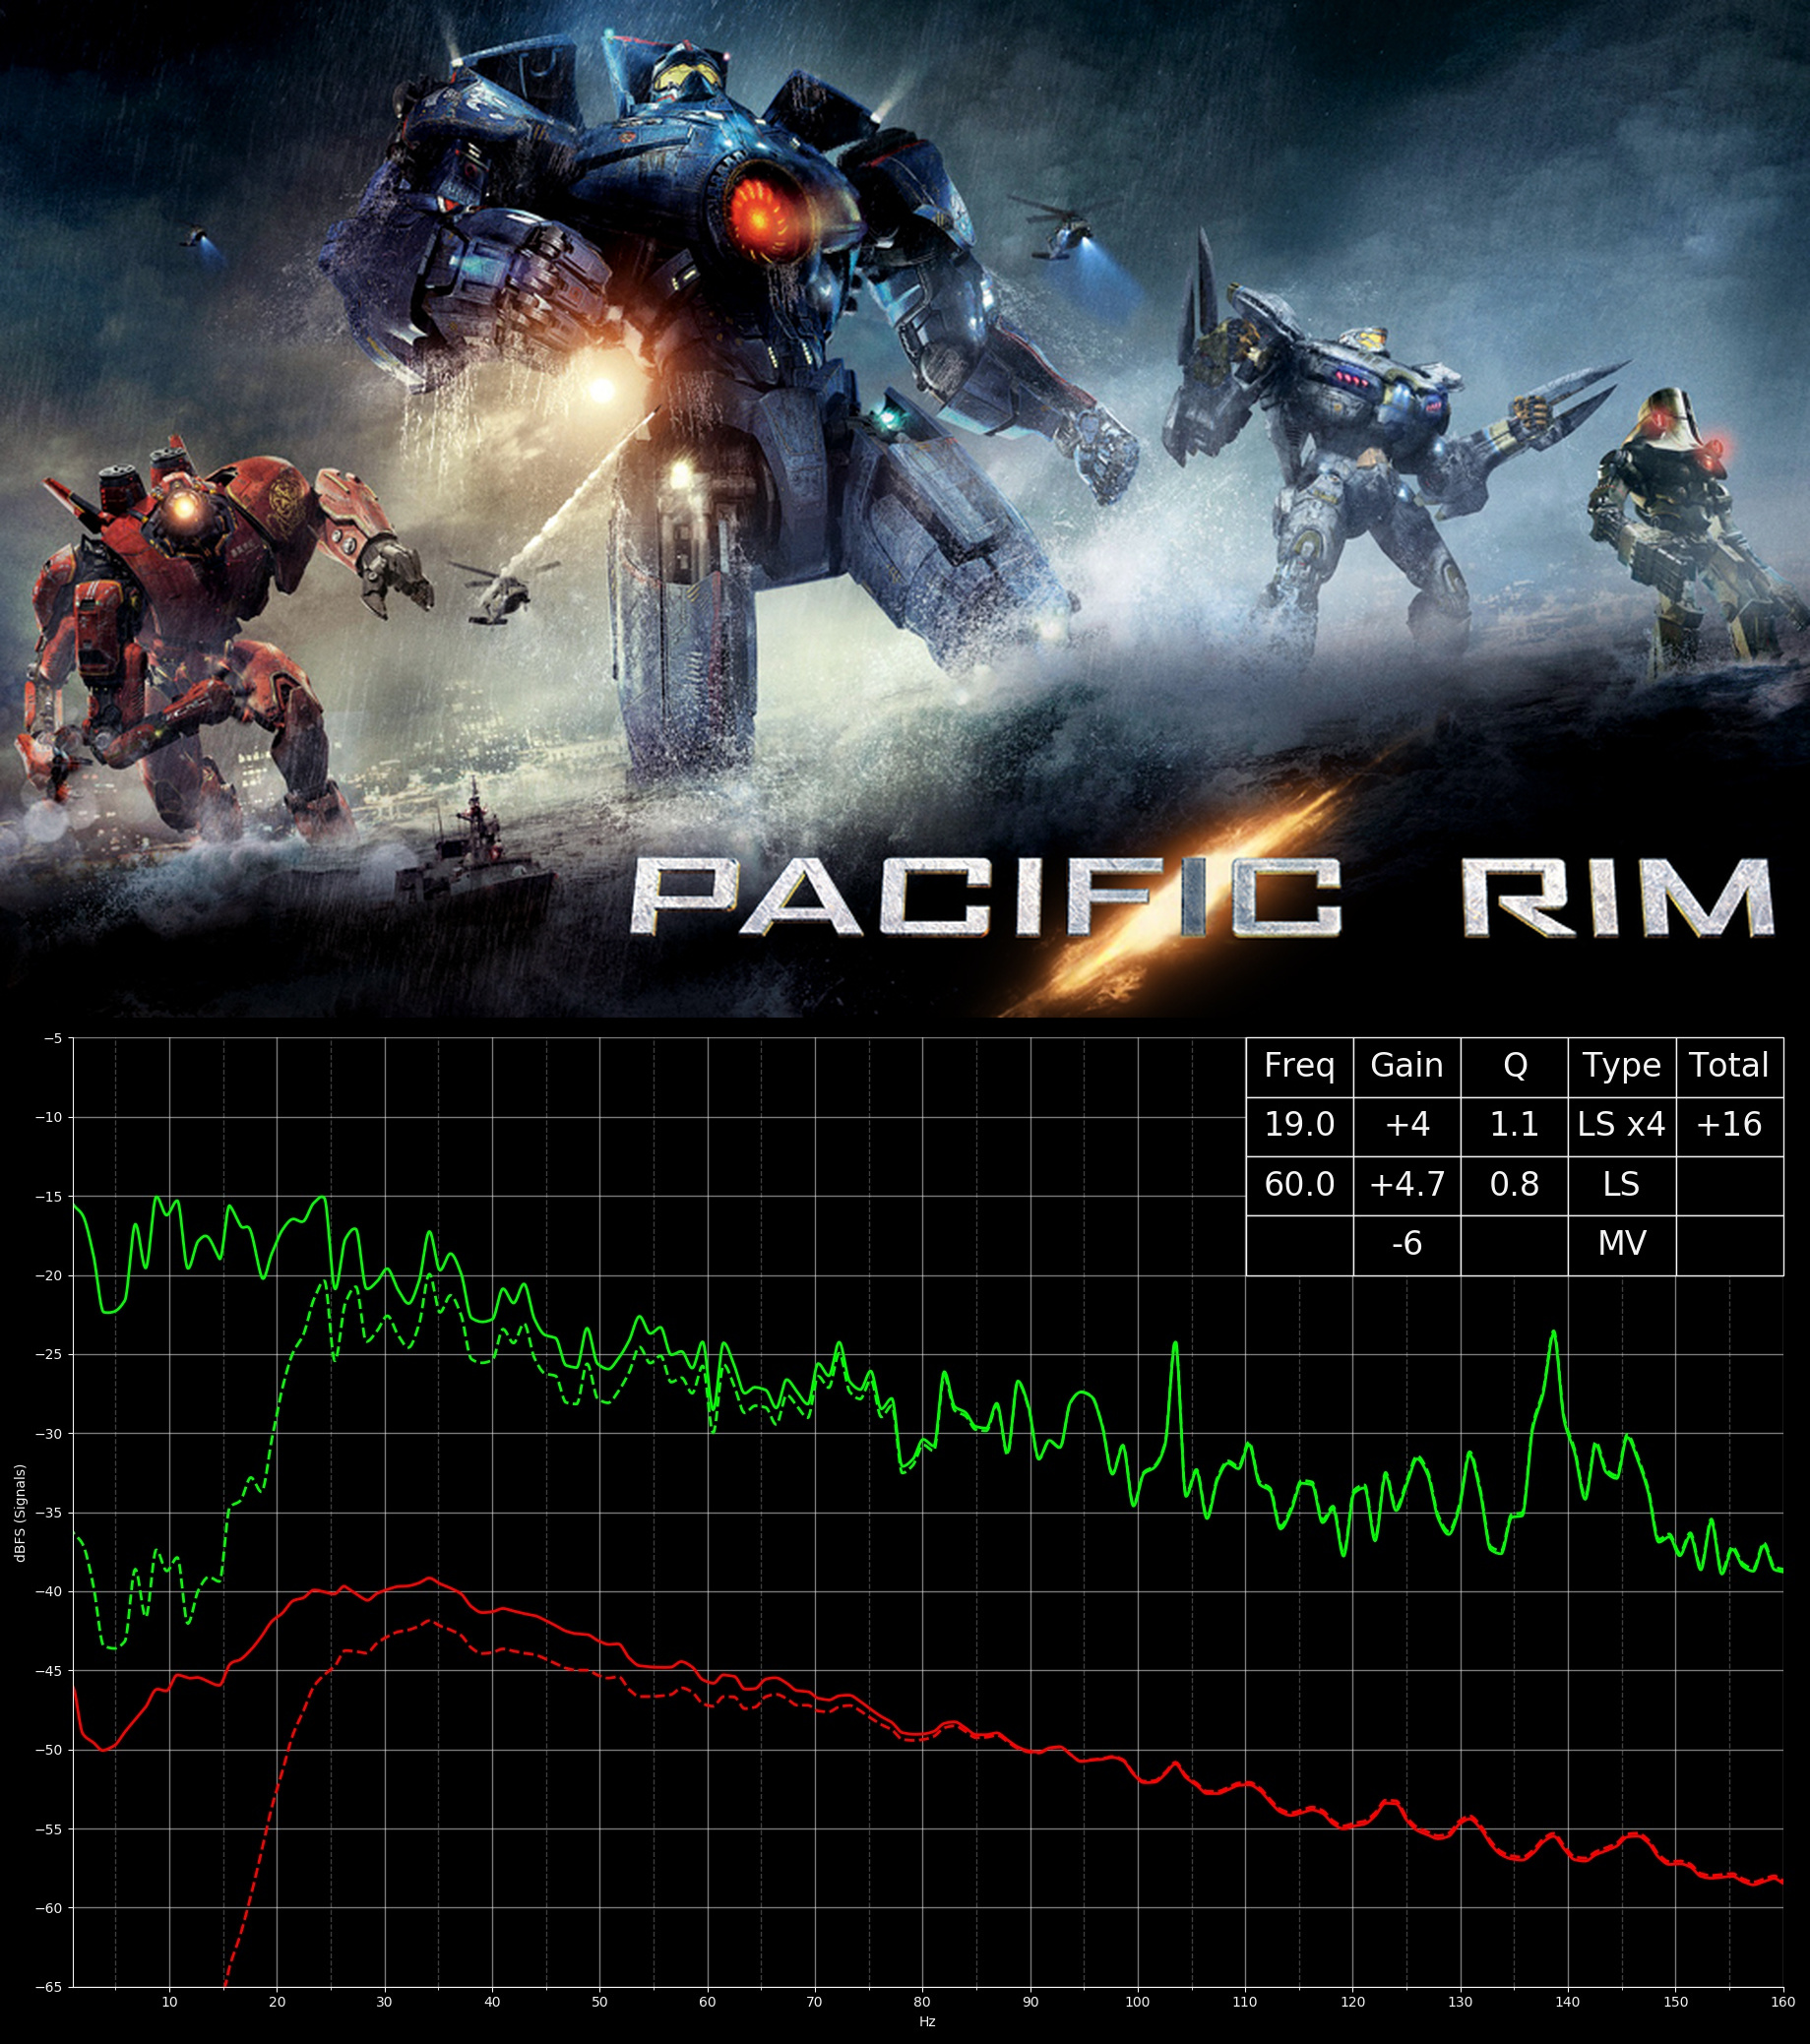 PACIFIC RIM
Freq Gain Q Type Total
19.0 +4 1.1 LS x4 +16
60.0 +4.7 0.8 LS
-6 MV
−5
−10
−15
−20
−25
−30
−35
−40
−45
−50
−55
−60
−65
dBFS (Signals)
10 20 30 40 50 60 70 80 90 100 110 120 130 140 150 160
Hz